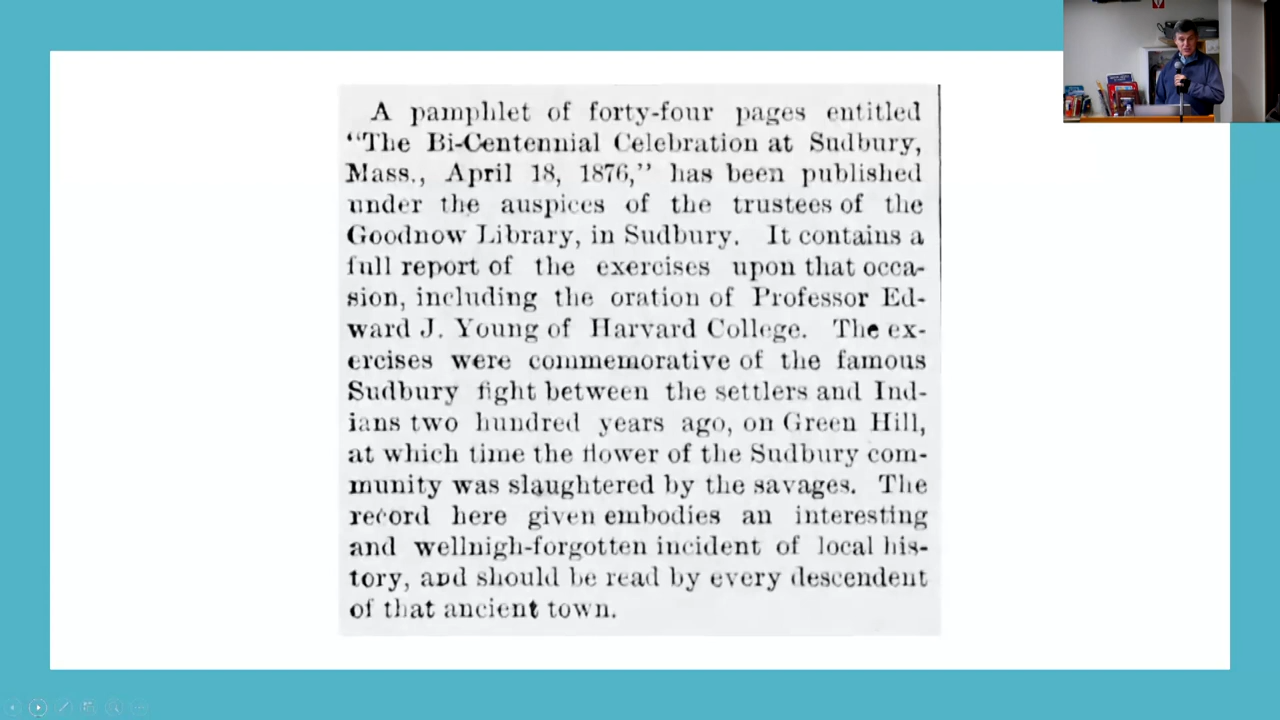 A pamphlet of forty-four pages entitled
“The Bi-Centennial Celebration at Sudbury,
Mass., April 18, 1876,” has been published
under the auspices of the trustees of the
Goodnow Library, in Sudbury. It contains a
full report of the exercises upon that occa-
sion, including the oration of Professor Ed-
ward J. Young of Harvard College. The ex-
ercises were commemorative of the famous
Sudbury fight between the settlers and Ind-
ians two hundred years ago, on Green Hill,
at which time the flower of the Sudbury com-
munity was slaughtered by the savages. The
record here given embodies an interesting
and wellnigh-forgotten incident of local his-
tory, and should be read by every descendent
of that ancient town.